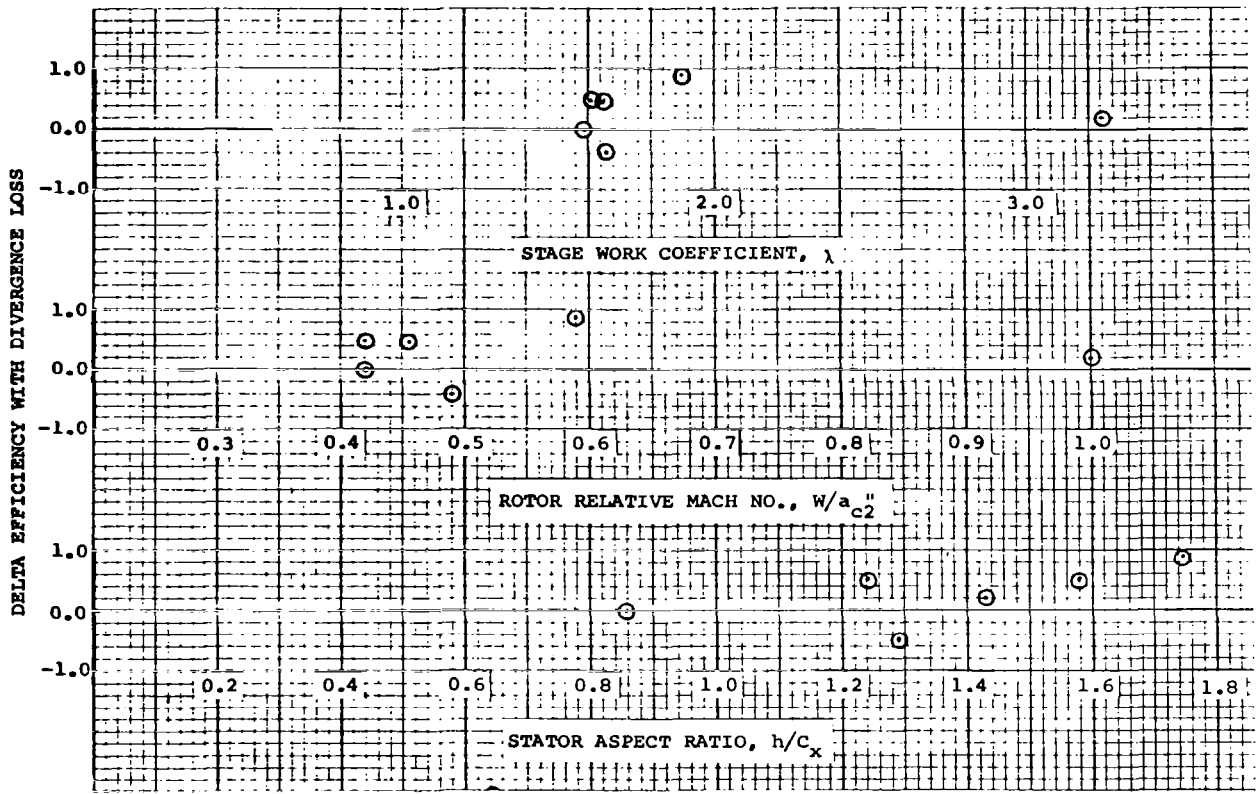 DELTA EFFICIENCY WITH DIVERGENCE LOSS
1.0
0.0
-1.0
1.0 2.0 3.0
STAGE WORK COEFFICIENT, λ
1.0
0.0
-1.0
0.3 0.4 0.5 0.6 0.7 0.8 0.9 1.0
ROTOR RELATIVE MACH NO., W/a"c2
1.0
0.0
-1.0
0.2 0.4 0.6 0.8 1.0 1.2 1.4 1.6 1.8
STATOR ASPECT RATIO, h/Cx